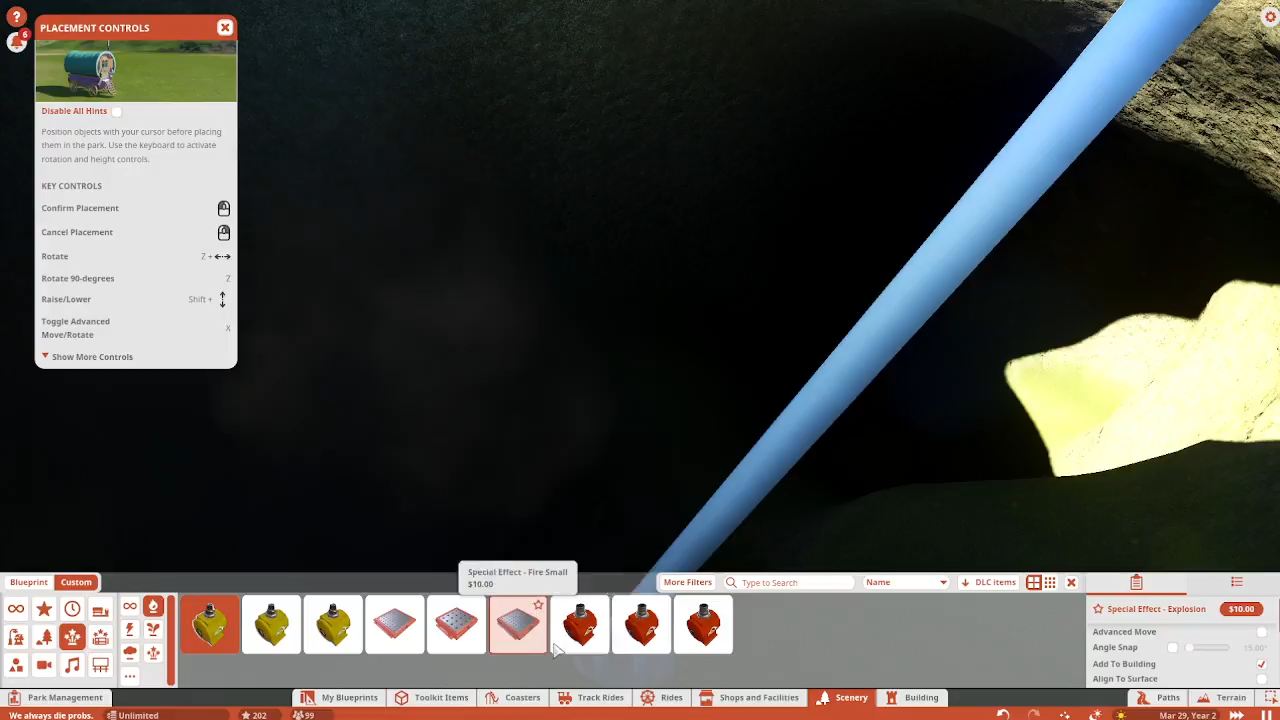 ?
6
PLACEMENT CONTROLS
Disable All Hints
Position objects with your cursor before placing
them in the park. Use the keyboard to activate
rotation and height controls.
KEY CONTROLS
Confirm Placement
Cancel Placement
Rotate Z +
Rotate 90-degrees Z
Raise/Lower Shift +
Toggle Advanced
Move/Rotate X
Show More Controls
Special Effect - Fire Small
$10.00
Blueprint Custom
More Filters Type to Search Name DLC items
Special Effect - Explosion $10.00
Advanced Move
Angle Snap 15.00°
Add To Building
Align To Surface
Park Management My Blueprints Toolkit Items Coasters Track Rides Rides Shops and Facilities Scenery Building Paths Terrain
We always die probs. Unlimited 202 99 Mar 29, Year 2